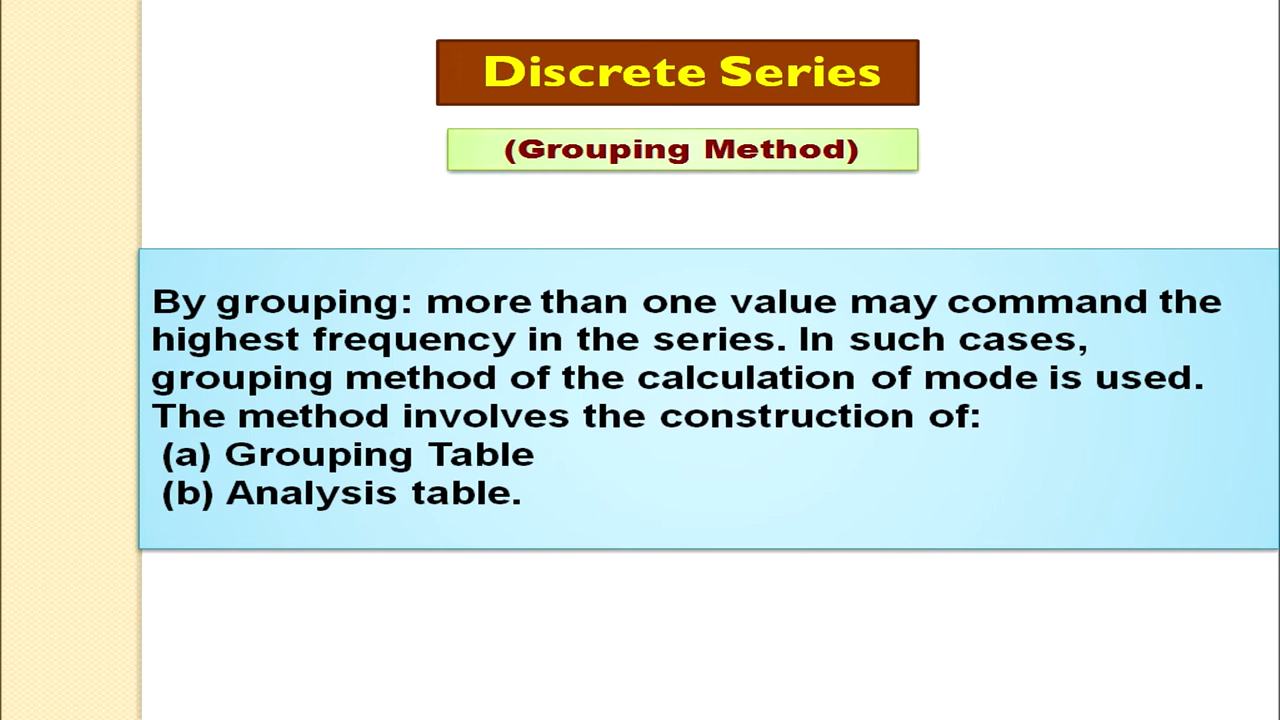 Discrete Series
(Grouping Method)
By grouping: more than one value may command the
highest frequency in the series. In such cases,
grouping method of the calculation of mode is used.
The method involves the construction of:
(a) Grouping Table
(b) Analysis table.